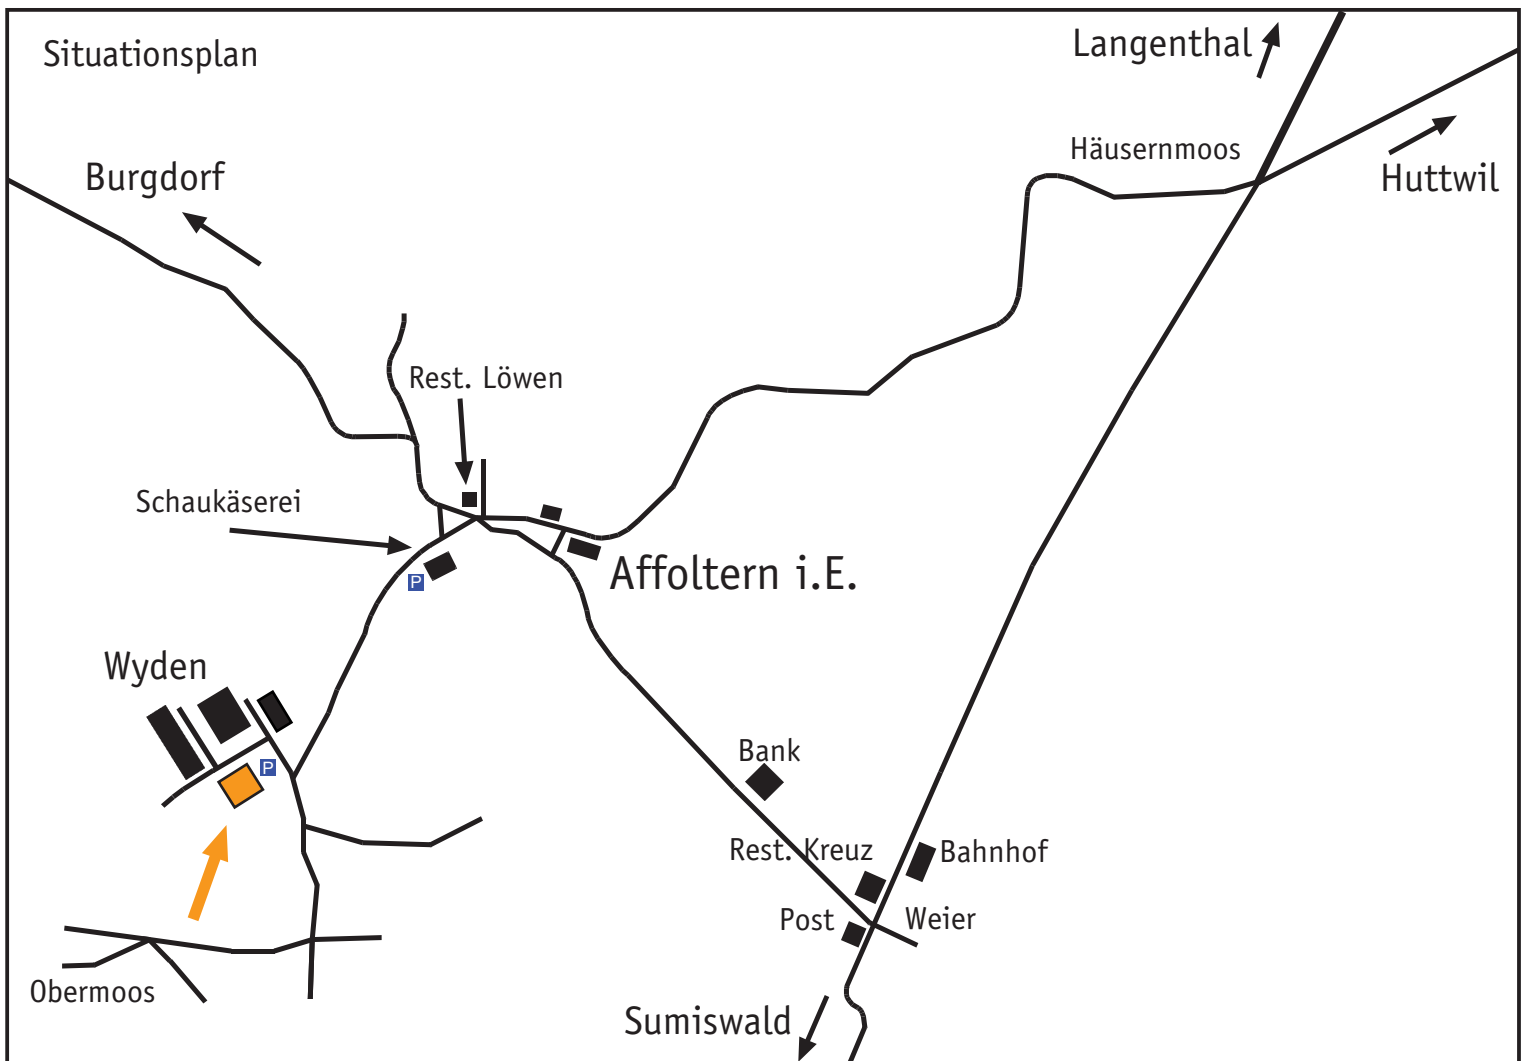 Situationsplan
Langenthal
Häusernmoos
Burgdorf
Huttwil
Rest. Löwen
Schaukäserei
Affoltern i.E.
P
Wyden
Bank
P
Rest. Kreuz
Bahnhof
Post
Weier
Obermoos
Sumiswald